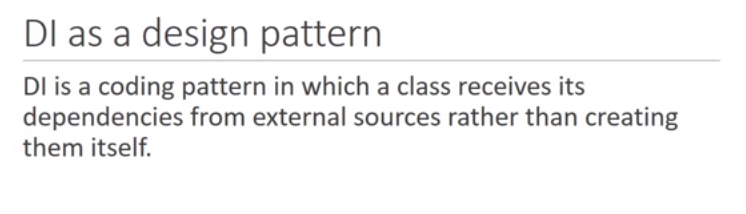 DI as a design pattern
DI is a coding pattern in which a class receives its
dependencies from external sources rather than creating
them itself.